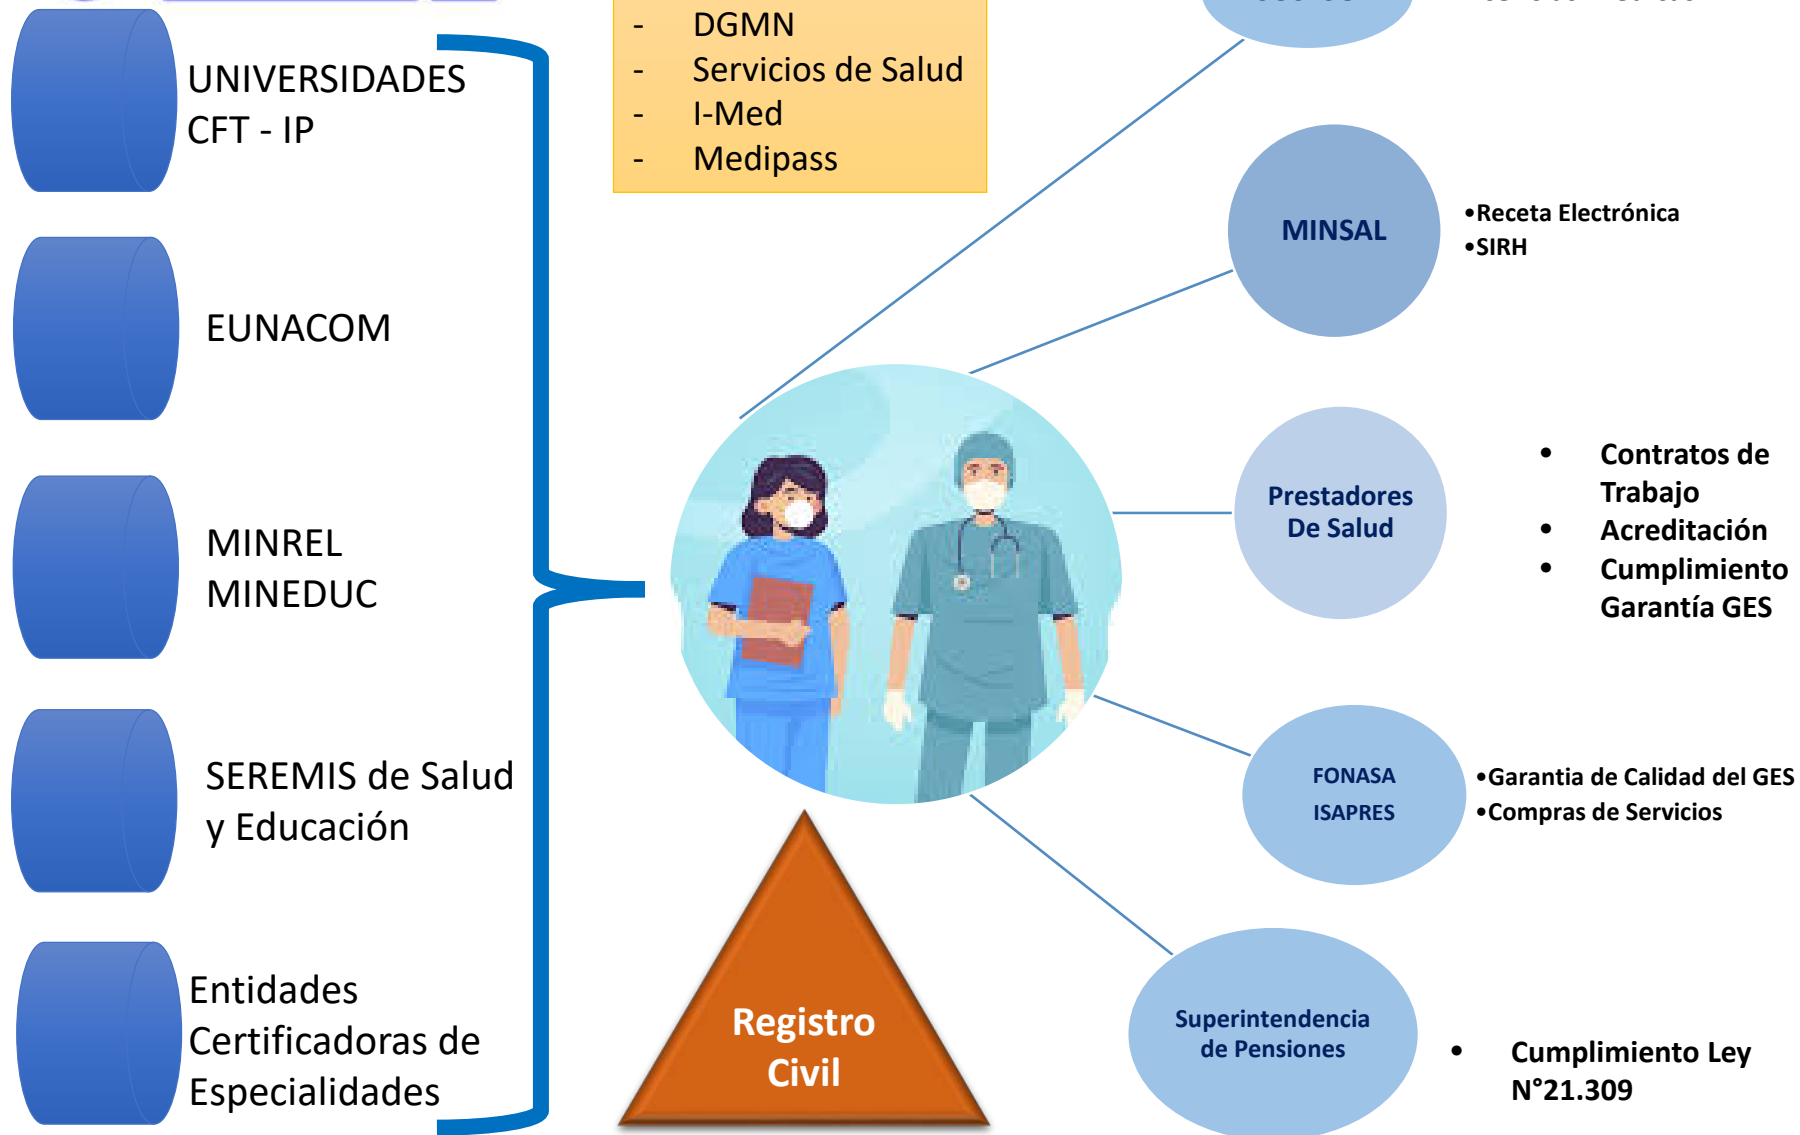 UNIVERSIDADES
CFT - IP
EUNACOM
MINREL
MINEDUC
SEREMIS de Salud
y Educación
Entidades
Certificadoras de
Especialidades
- DGMN
- Servicios de Salud
- I-Med
- Medipass
Registro
Civil
MINSAL
•Receta Electrónica
•SIRH
Prestadores
De Salud
• Contratos de
Trabajo
• Acreditación
• Cumplimiento
Garantía GES
FONASA
ISAPRES
•Garantia de Calidad del GES
•Compras de Servicios
Superintendencia
de Pensiones
• Cumplimiento Ley
N°21.309